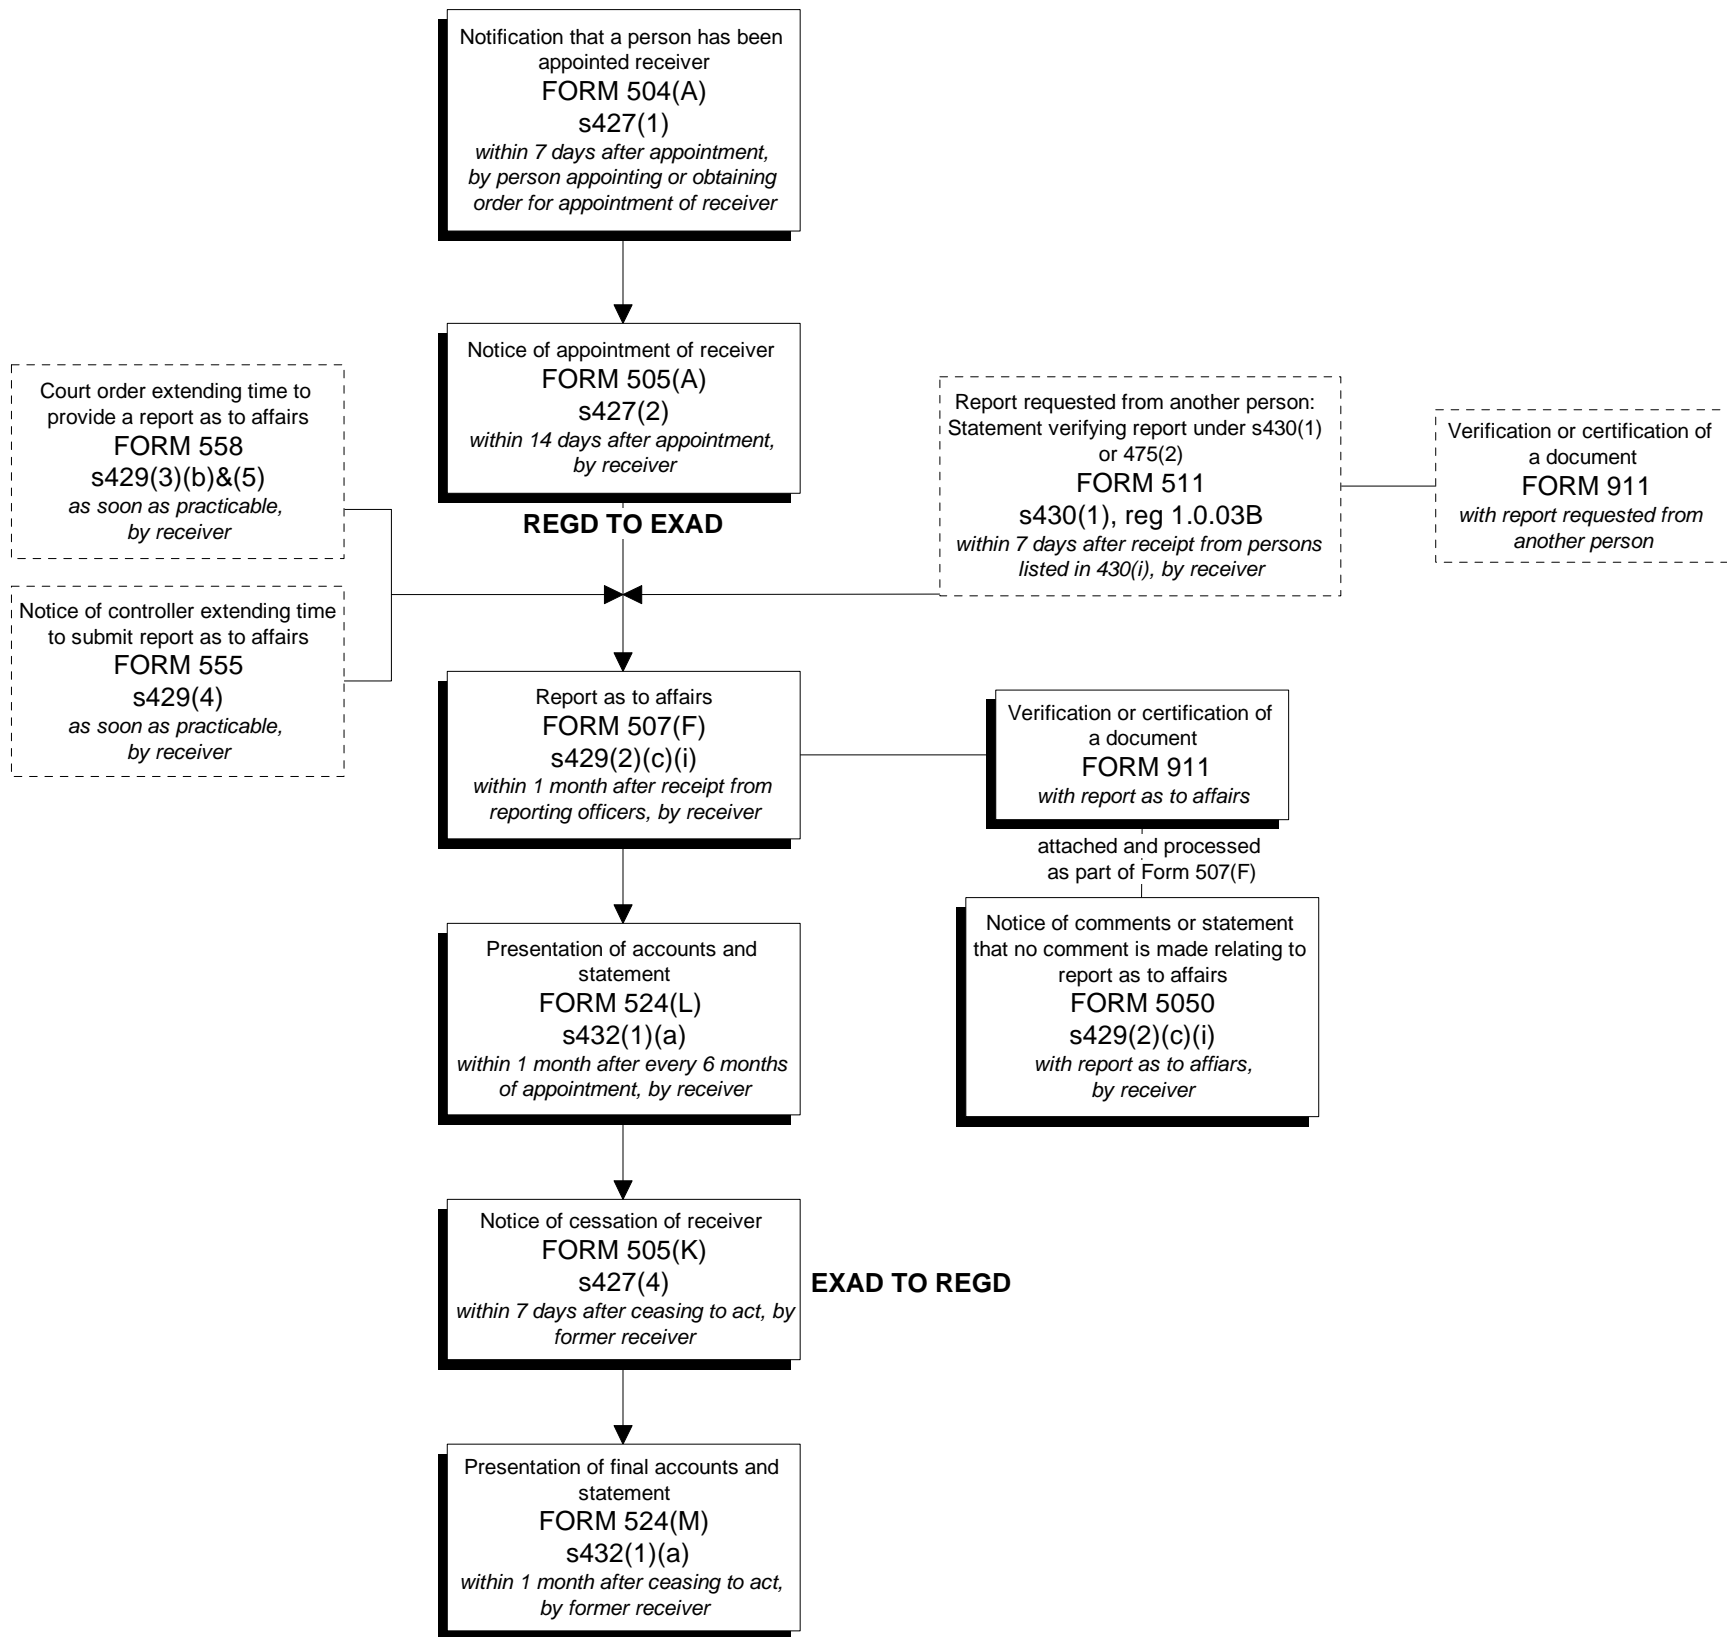 Notification that a person has been
appointed receiver
FORM 504(A)
s427(1)
within 7 days after appointment,
by person appointing or obtaining
order for appointment of receiver
Notice of appointment of receiver
FORM 505(A)
s427(2)
within 14 days after appointment,
by receiver
REGD TO EXAD
Court order extending time to
provide a report as to affairs
FORM 558
s429(3)(b)&(5)
as soon as practicable,
by receiver
Notice of controller extending time
to submit report as to affairs
FORM 555
s429(4)
as soon as practicable,
by receiver
Report requested from another person:
Statement verifying report under s430(1)
or 475(2)
FORM 511
s430(1), reg 1.0.03B
within 7 days after receipt from persons
listed in 430(i), by receiver
Verification or certification of
a document
FORM 911
with report requested from
another person
Report as to affairs
FORM 507(F)
s429(2)(c)(i)
within 1 month after receipt from
reporting officers, by receiver
Verification or certification of
a document
FORM 911
with report as to affairs
attached and processed
as part of Form 507(F)
Notice of comments or statement
that no comment is made relating to
report as to affairs
FORM 5050
s429(2)(c)(i)
with report as to affiars,
by receiver
Presentation of accounts and
statement
FORM 524(L)
s432(1)(a)
within 1 month after every 6 months
of appointment, by receiver
Notice of cessation of receiver
FORM 505(K)
s427(4)
within 7 days after ceasing to act, by
former receiver
EXAD TO REGD
Presentation of final accounts and
statement
FORM 524(M)
s432(1)(a)
within 1 month after ceasing to act,
by former receiver